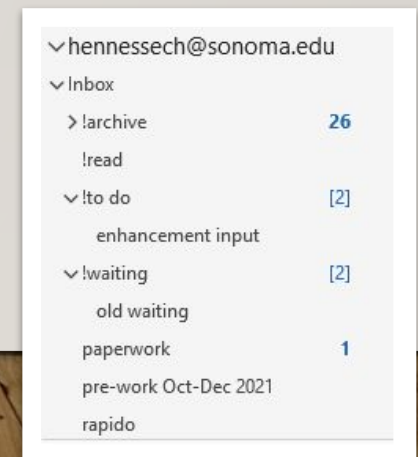 hennessech@sonoma.edu
Inbox
!archive 26
!read
!to do [2]
enhancement input
!waiting [2]
old waiting
paperwork 1
pre-work Oct-Dec 2021
rapido